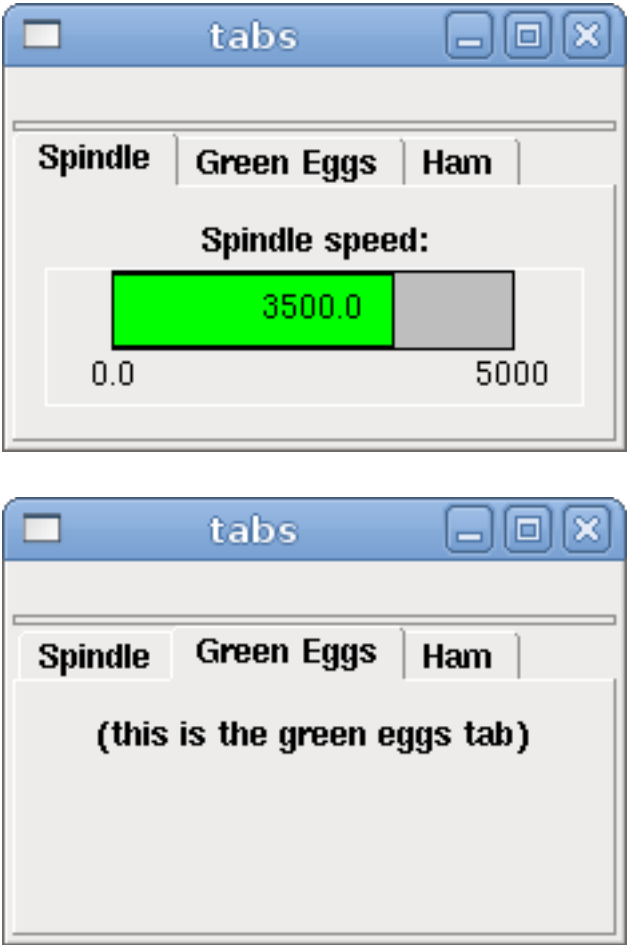 tabs
Spindle Green Eggs Ham
Spindle speed:
3500.0
0.0 5000
tabs
Spindle Green Eggs Ham
(this is the green eggs tab)